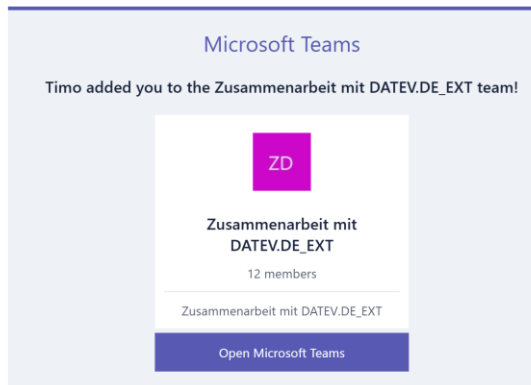 Microsoft Teams
Timo added you to the Zusammenarbeit mit DATEV.DE_EXT team!
ZD
Zusammenarbeit mit
DATEV.DE_EXT
12 members
Zusammenarbeit mit DATEV.DE_EXT
Open Microsoft Teams